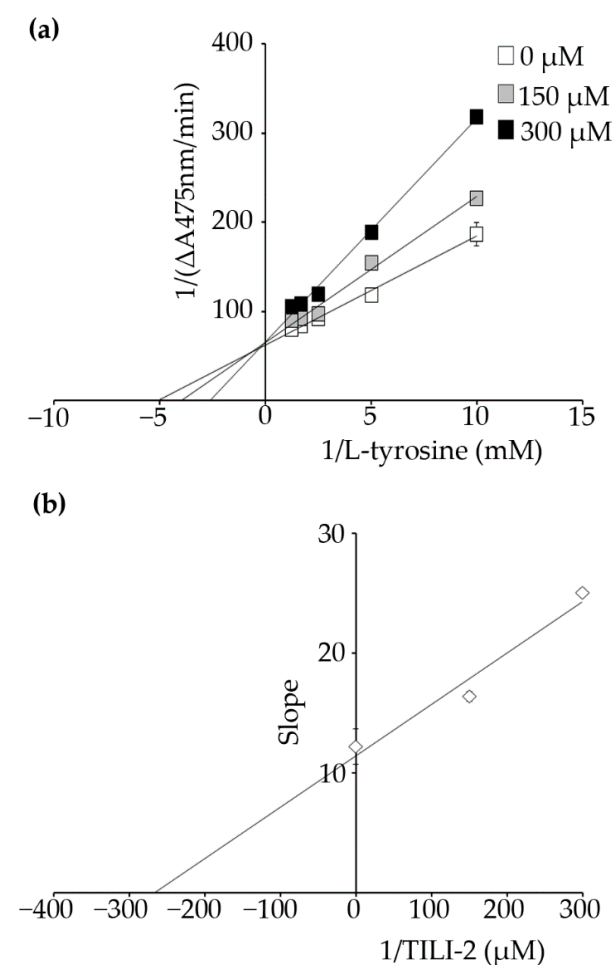 (a)
400
300
200
100
1/(ΔA475nm/min)
0 μM
150 μM
300 μM
−10 −5 0 5 10 15
1/L-tyrosine (mM)
(b)
30
20
10
Slope
−400 −300 −200 −100 0 100 200 300
1/TILI-2 (μM)